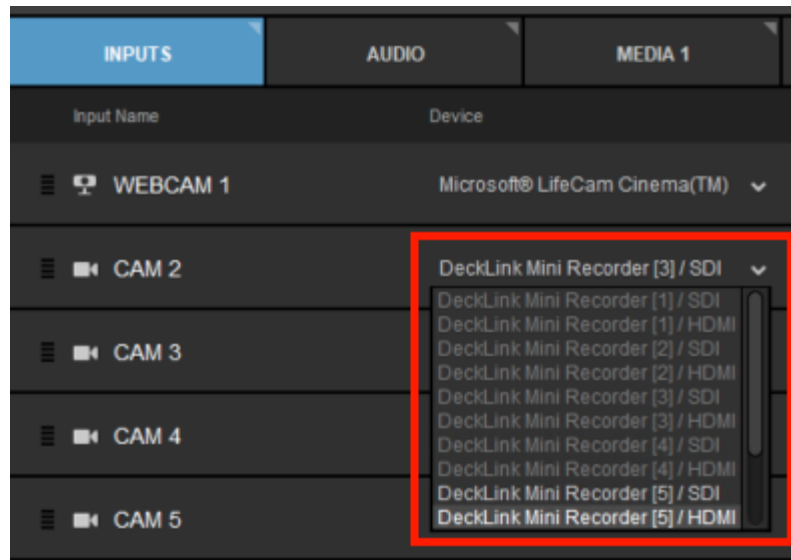 INPUTS AUDIO MEDIA 1
Input Name Device
WEBCAM 1 Microsoft® LifeCam Cinema(TM)
CAM 2 DeckLink Mini Recorder [3] / SDI
DeckLink Mini Recorder [1] / SDI
DeckLink Mini Recorder [1] / HDMI
CAM 3 DeckLink Mini Recorder [2] / SDI
DeckLink Mini Recorder [2] / HDMI
DeckLink Mini Recorder [3] / SDI
DeckLink Mini Recorder [3] / HDMI
CAM 4 DeckLink Mini Recorder [4] / SDI
DeckLink Mini Recorder [4] / HDMI
DeckLink Mini Recorder [5] / SDI
CAM 5 DeckLink Mini Recorder [5] / HDMI